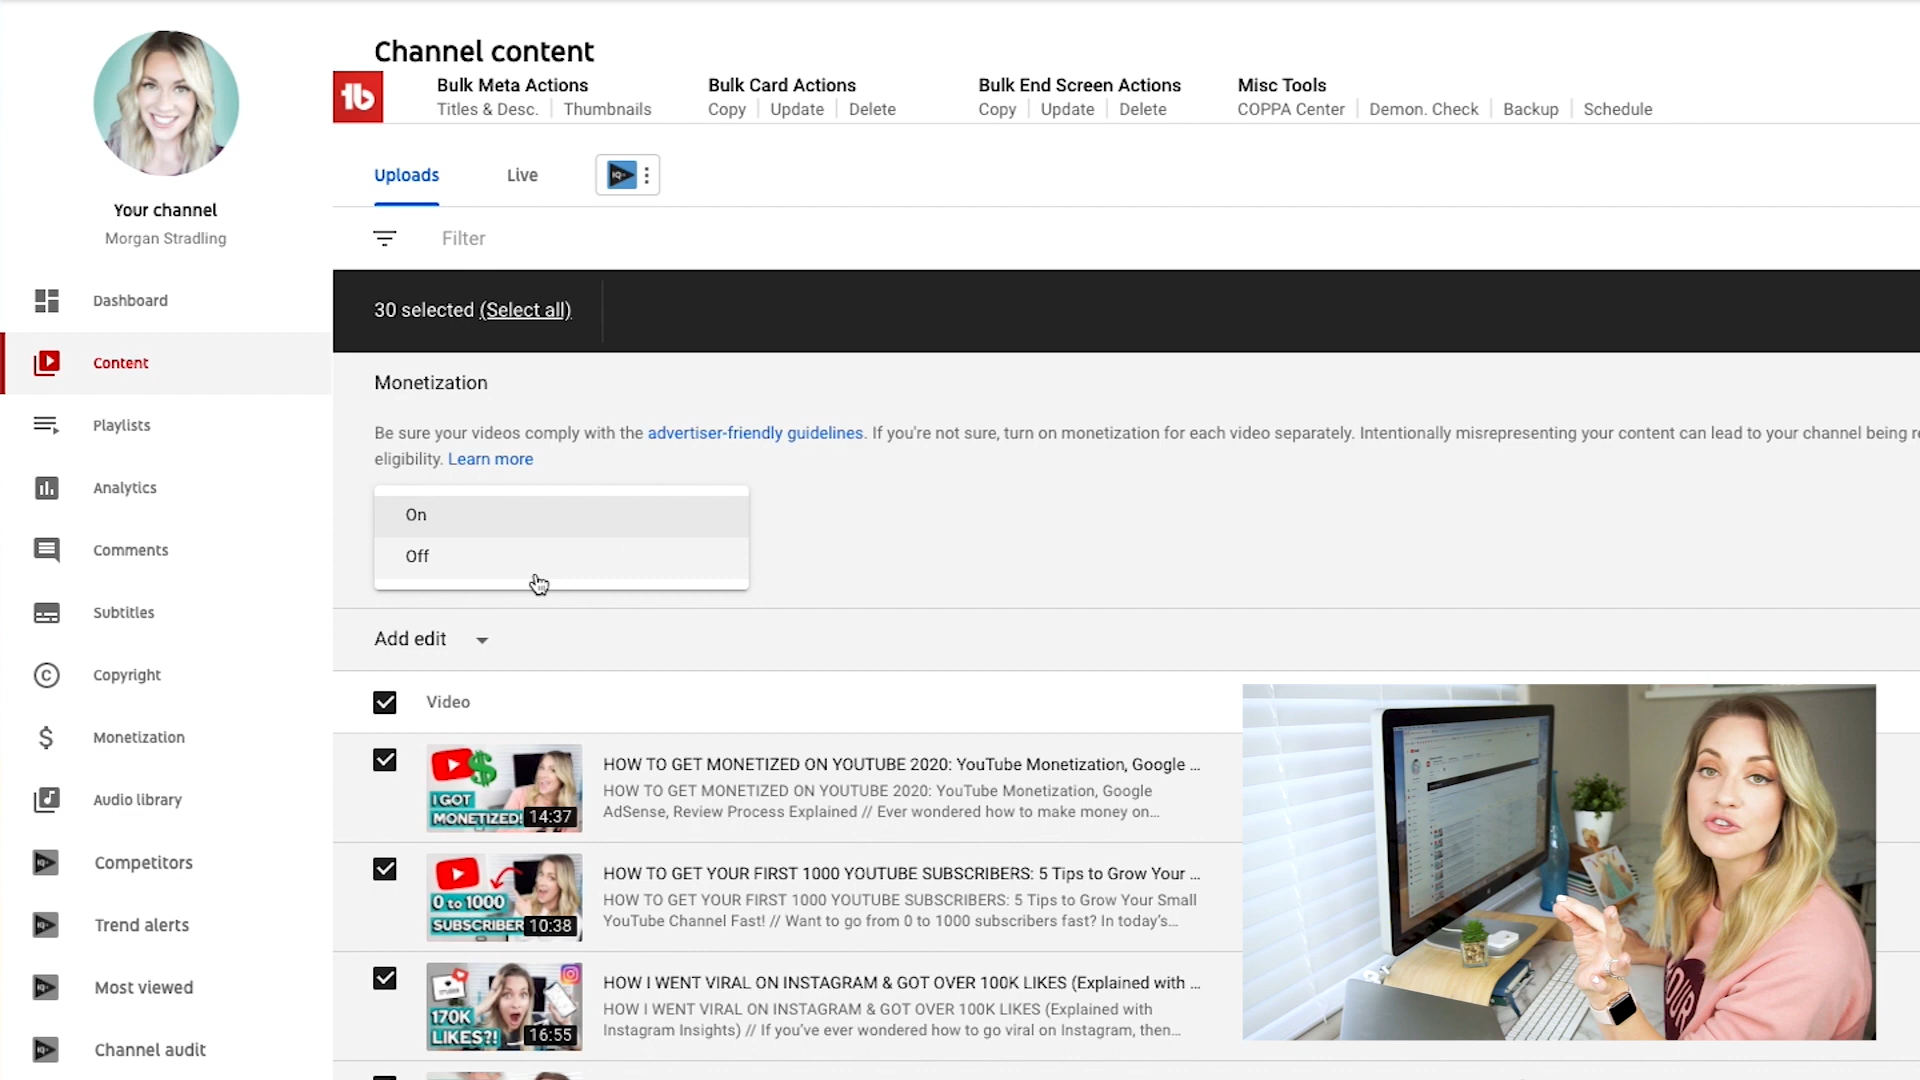 Channel content
Bulk Meta Actions
Titles & Desc.
Thumbnails
Bulk Card Actions
Copy
Update
Delete
Bulk End Screen Actions
Copy
Update
Delete
Misc Tools
COPPA Center
Demon. Check
Backup
Schedule
Your channel
Morgan Stradling
Dashboard
Content
Playlists
Analytics
Comments
Subtitles
Copyright
Monetization
Audio library
Competitors
Trend alerts
Most viewed
Channel audit
Uploads
Live
Filter
30 selected (Select all)
Monetization
Be sure your videos comply with the advertiser-friendly guidelines. If you're not sure, turn on monetization for each video separately. Intentionally misrepresenting your content can lead to your channel being
eligibility. Learn more
On
Off
Add edit
Video
I GOT
MONETIZED!
14:37
HOW TO GET MONETIZED ON YOUTUBE 2020: YouTube Monetization, Google ...
HOW TO GET MONETIZED ON YOUTUBE 2020: YouTube Monetization, Google
AdSense, Review Process Explained // Ever wondered how to make money on...
0 to 1000
SUBSCRIBER
10:38
HOW TO GET YOUR FIRST 1000 YOUTUBE SUBSCRIBERS: 5 Tips to Grow Your ...
HOW TO GET YOUR FIRST 1000 YOUTUBE SUBSCRIBERS: 5 Tips to Grow Your Small
YouTube Channel Fast! // Want to go from 0 to 1000 subscribers fast? In today's...
170K
LIKES?!
16:55
HOW I WENT VIRAL ON INSTAGRAM & GOT OVER 100K LIKES (Explained with ...
HOW I WENT VIRAL ON INSTAGRAM & GOT OVER 100K LIKES (Explained with
Instagram Insights) // If you've ever wondered how to go viral on Instagram, then...